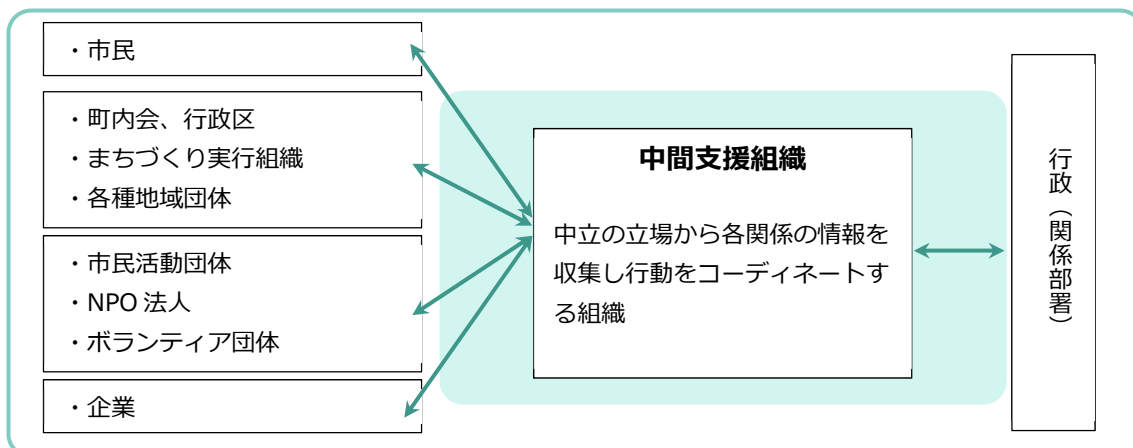 ・市民
・町内会、行政区
・まちづくり実行組織
・各種地域団体
・市民活動団体
・NPO 法人
・ボランティア団体
・企業
中間支援組織
中立の立場から各関係の情報を
収集し行動をコーディネートす
る組織
行政（関係部署）